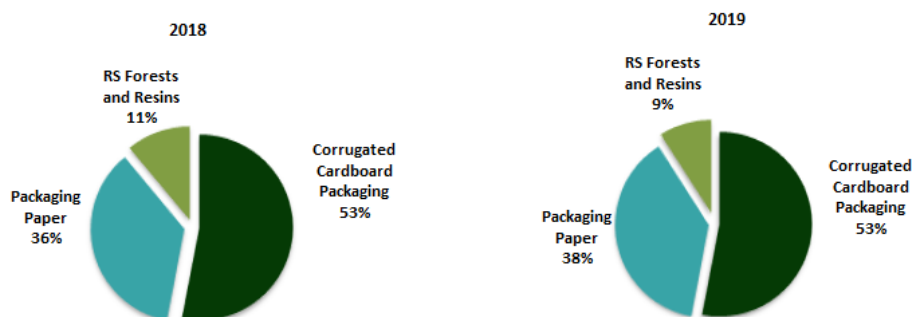 2018
RS Forests
and Resins
11%
Corrugated
Cardboard
Packaging
53%
Packaging
Paper
36%
2019
RS Forests
and Resins
9%
Corrugated
Cardboard
Packaging
53%
Packaging
Paper
38%